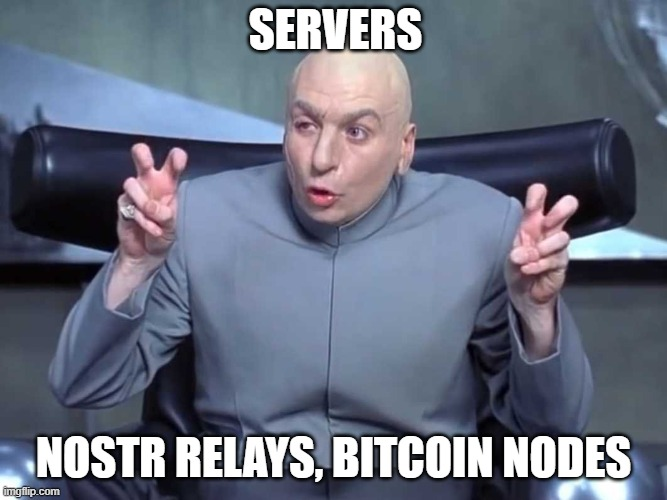 SERVERS
NOSTR RELAYS, BITCOIN NODES
imgflip.com